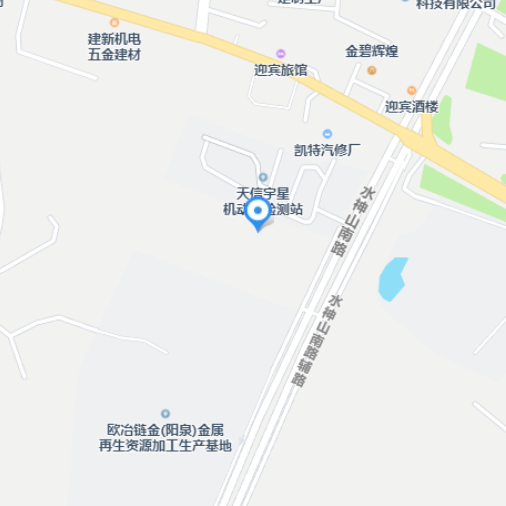 科技有限公司
建新机电
五金建材
金碧辉煌
迎宾旅馆
迎宾酒楼
凯特汽修厂
天信宇星
机动 检测站
水神山南路
水神山南路辅路
欧冶链金(阳泉)金属
再生资源加工生产基地